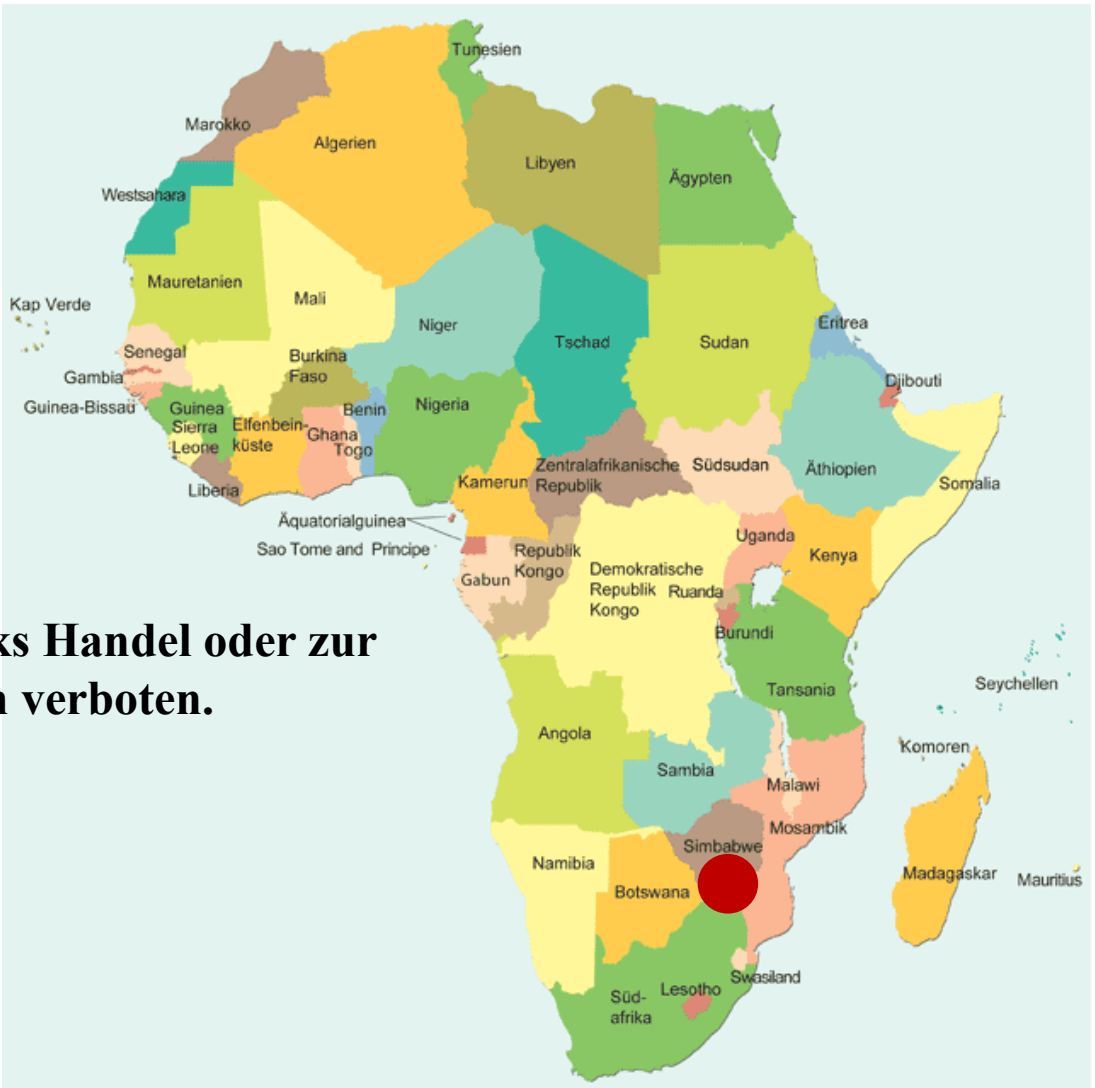 Tunesien
Marokko
Algerien
Libyen
Ägypten
Westsahara
Mauretanien
Mali
Kap Verde
Niger
Tschad
Sudan
Eritrea
Senegal
Burkina
Faso
Gambia
Djibouti
Guinea-Bissau
Guinea
Benin
Nigeria
Sierra
Leone
Elfenbein-
küste
Ghana
Togo
Liberia
Kamerun
Zentralafrikanische
Republik
Südsudan
Äthiopien
Somalia
Äquatorialguinea
Sao Tome and Principe
Gabun
Republik
Kongo
Uganda
Kenya
Demokratische
Republik
Kongo
Ruanda
Burundi
ks Handel oder zur
n verboten.
Tansania
Seychellen
Angola
Komoren
Sambia
Malawi
Mosambik
Simbabwe
Namibia
Botswana
Madagaskar
Mauritius
Swasiland
Lesotho
Süd-
afrika